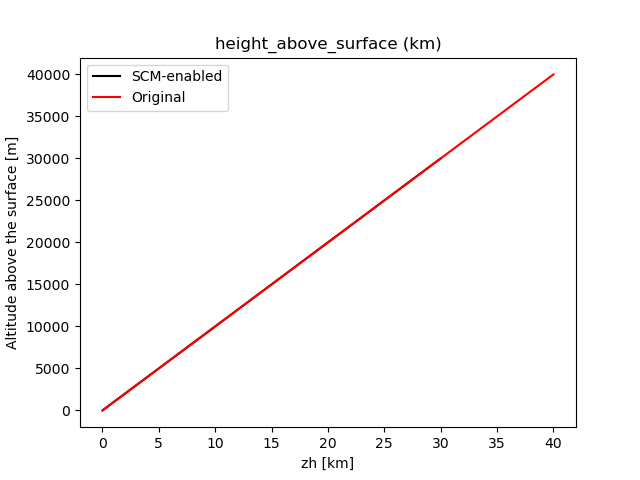 height_above_surface (km)
SCM-enabled
Original
Altitude above the surface [m]
40000
35000
30000
25000
20000
15000
10000
5000
0
0 5 10 15 20 25 30 35 40
zh [km]